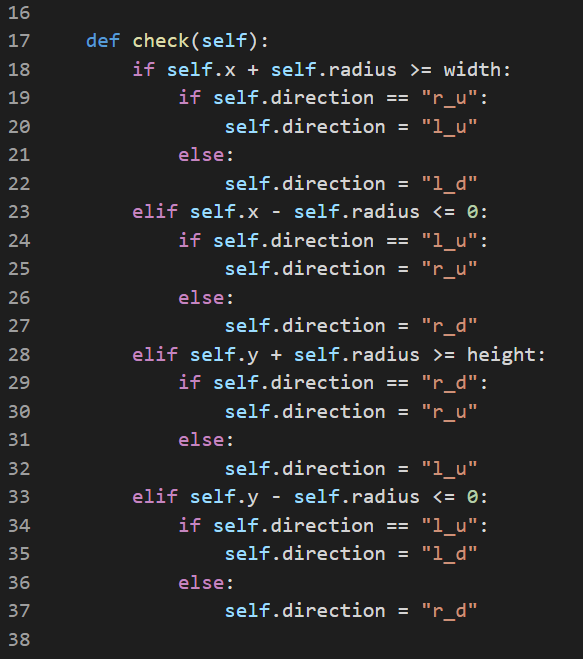 16
17     def check(self):
18         if self.x + self.radius >= width:
19             if self.direction == "r_u":
20                 self.direction = "l_u"
21             else:
22                 self.direction = "l_d"
23         elif self.x - self.radius <= 0:
24             if self.direction == "l_u":
25                 self.direction = "r_u"
26             else:
27                 self.direction = "r_d"
28         elif self.y + self.radius >= height:
29             if self.direction == "r_d":
30                 self.direction = "r_u"
31             else:
32                 self.direction = "l_u"
33         elif self.y - self.radius <= 0:
34             if self.direction == "l_u":
35                 self.direction = "l_d"
36             else:
37                 self.direction = "r_d"
38